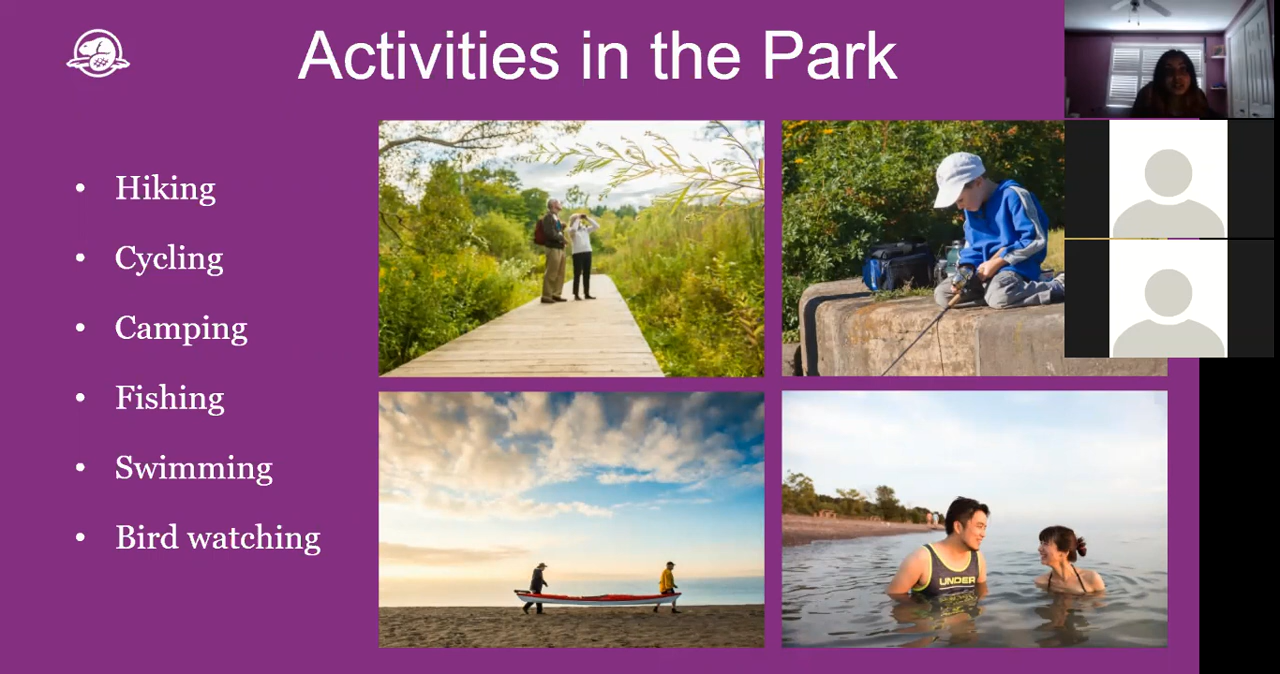 Activities in the Park
• Hiking
• Cycling
• Camping
• Fishing
• Swimming
• Bird watching
UNDER